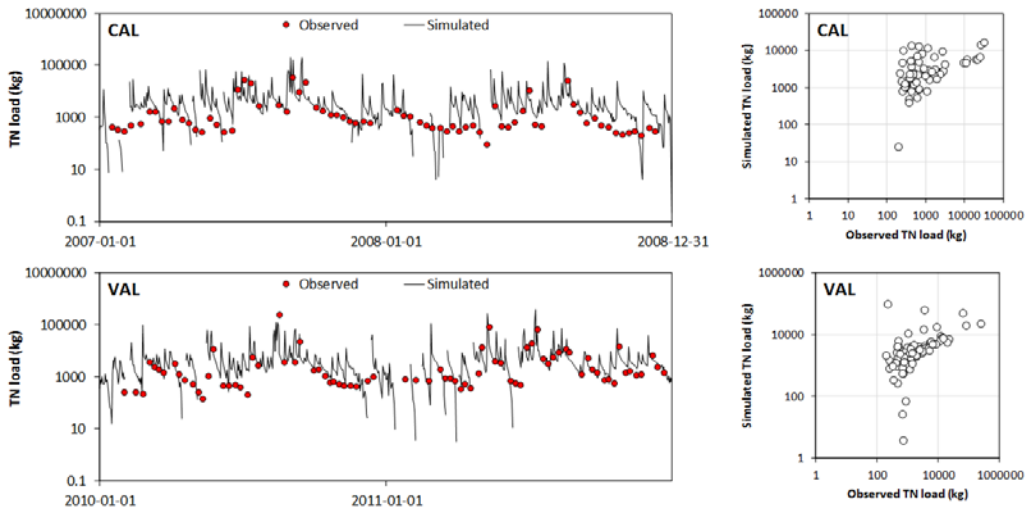 CAL
Observed
Simulated
10000000
100000
1000
10
0.1
TN load (kg)
2007-01-01
2008-01-01
2008-12-31
CAL
100000
10000
1000
100
10
1
Simulated TN load (kg)
1
10
100
1000
10000
100000
Observed TN load (kg)
VAL
Observed
Simulated
10000000
100000
1000
10
0.1
TN load (kg)
2010-01-01
2011-01-01
VAL
1000000
10000
100
1
Simulated TN load (kg)
1
100
10000
1000000
Observed TN load (kg)